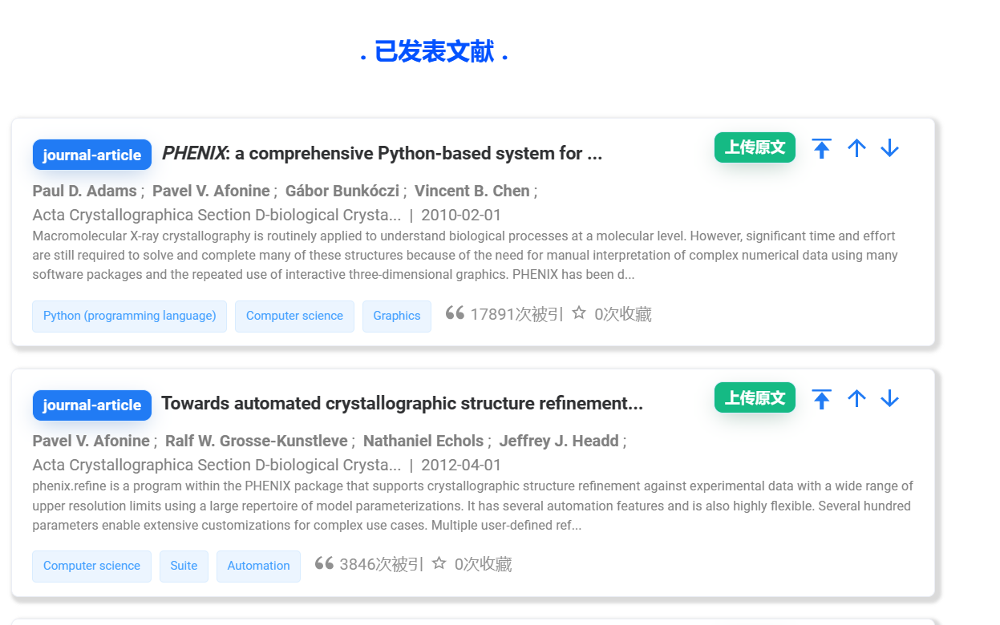 . 已发表文献 .
journal-article PHENIX: a comprehensive Python-based system for ... 上传原文
Paul D. Adams ; Pavel V. Afonine ; Gábor Bunkóczi ; Vincent B. Chen ;
Acta Crystallographica Section D-biological Crysta... | 2010-02-01
Macromolecular X-ray crystallography is routinely applied to understand biological processes at a molecular level. However, significant time and effort
are still required to solve and complete many of these structures because of the need for manual interpretation of complex numerical data using many
software packages and the repeated use of interactive three-dimensional graphics. PHENIX has been d...
Python (programming language) Computer science Graphics 17891次被引 0次收藏
journal-article Towards automated crystallographic structure refinement... 上传原文
Pavel V. Afonine ; Ralf W. Grosse-Kunstleve ; Nathaniel Echols ; Jeffrey J. Headd ;
Acta Crystallographica Section D-biological Crysta... | 2012-04-01
phenix.refine is a program within the PHENIX package that supports crystallographic structure refinement against experimental data with a wide range of
upper resolution limits using a large repertoire of model parameterizations. It has several automation features and is also highly flexible. Several hundred
parameters enable extensive customizations for complex use cases. Multiple user-defined ref...
Computer science Suite Automation 3846次被引 0次收藏